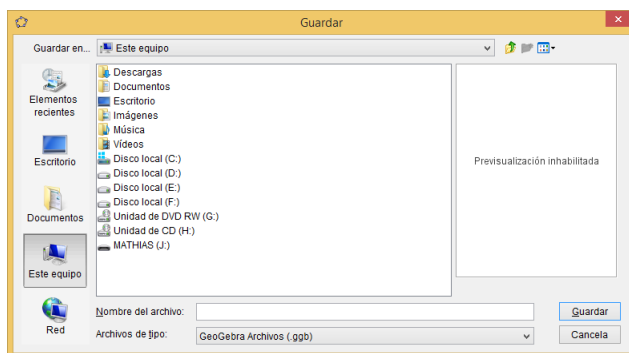 Guardar
Guardar en...
Este equipo
Elementos
recientes
Escritorio
Documentos
Este equipo
Red
Descargas
Documentos
Escritorio
Imágenes
Música
Vídeos
Disco local (C:)
Disco local (D:)
Disco local (E:)
Disco local (F:)
Unidad de DVD RW (G:)
Unidad de CD (H:)
MATHIAS (J:)
Previsualización inhabilitada
Nombre del archivo:
Guardar
Archivos de tipo:
GeoGebra Archivos (.ggb)
Cancela